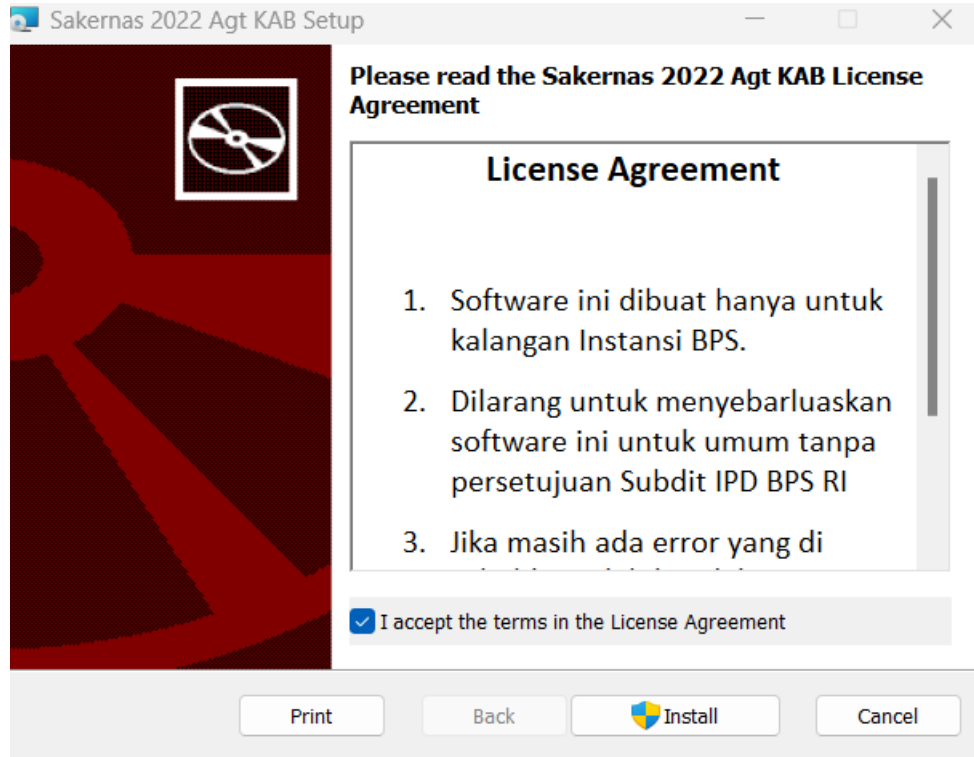 Sakernas 2022 Agt KAB Setup
Please read the Sakernas 2022 Agt KAB License
Agreement
License Agreement
1. Software ini dibuat hanya untuk
kalangan Instansi BPS.
2. Dilarang untuk menyebarluaskan
software ini untuk umum tanpa
persetujuan Subdit IPD BPS RI
3. Jika masih ada error yang di
I accept the terms in the License Agreement
Print
Back
Install
Cancel